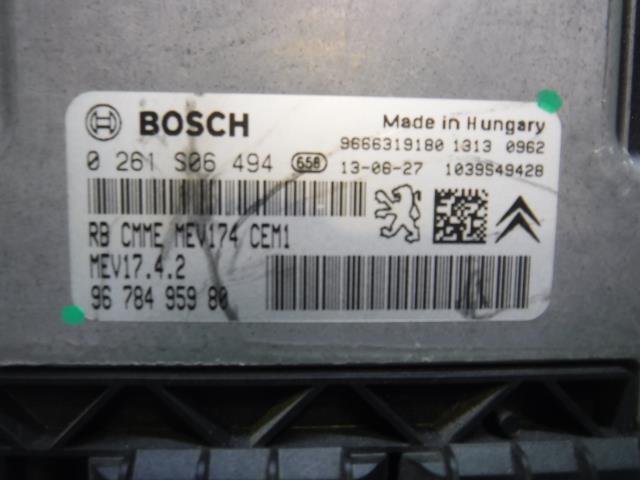 BOSCH
Made in Hungary
9666319180 1313 0962
0 261 S06 494 658 13-06-27 1039S49428
RB CMME MEV174 CEM1
MEV17.4.2
96 784 959 80